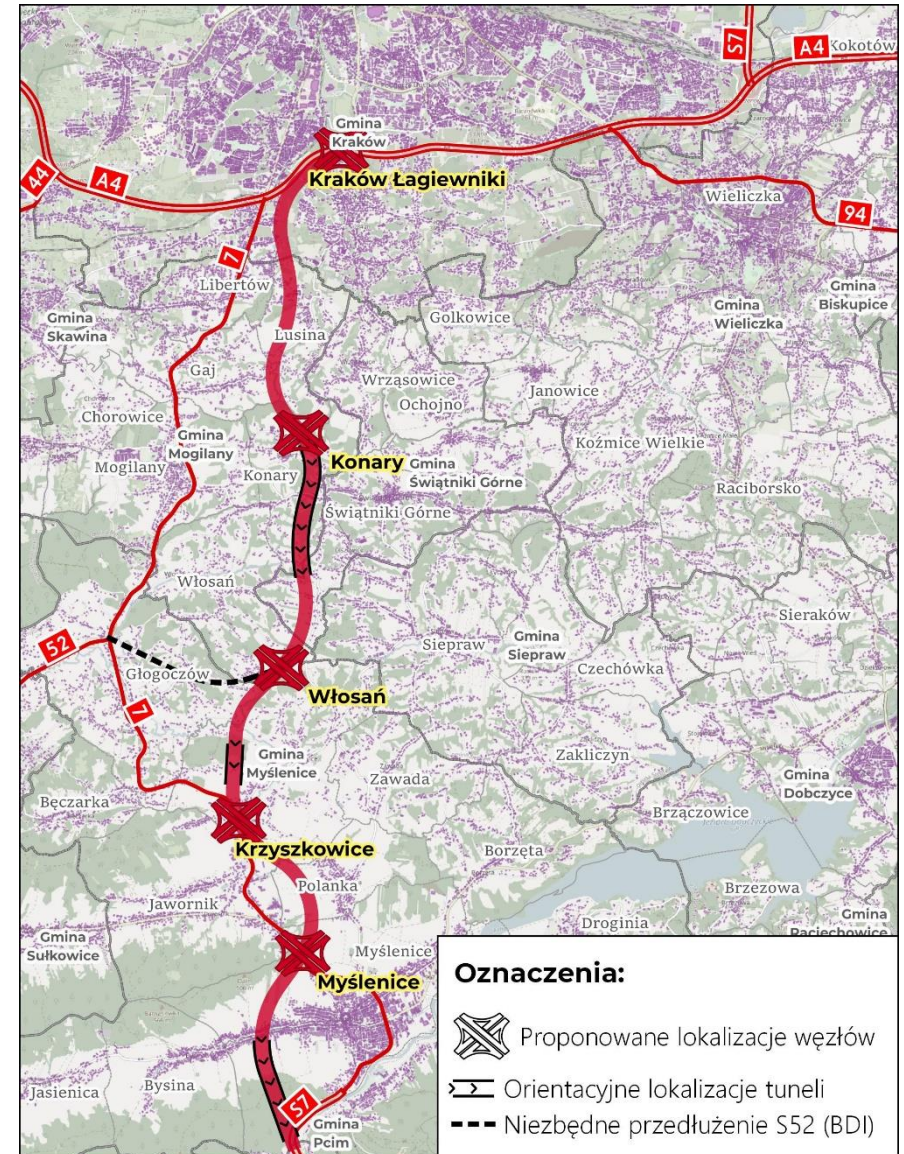 S7
A4
Kokotów
Gmina
Kraków
44
A4
Kraków Łagiewniki
Wieliczka
94
7
Libertów
Gmina
Skawina
Lusina
Golkowice
Gmina
Wieliczka
Gmina
Biskupice
Gaj
Wrząsowice
Ochojno
Janowice
Chorowice
Gmina
Mogilany
Mogilany
Konary
Konary
Gmina
Świątniki Górne
Koźmice Wielkie
Raciborsko
Świątniki Górne
Włosań
Sieraków
52
Głogoczów
Siepraw
Gmina
Siepraw
Czechówka
Włosań
7
Gmina
Myślenice
Zawada
Zakliczyn
Gmina
Dobczyce
Bęczarka
Brzączowice
Krzyszkowice
Borzęta
Polanka
Brzezowa
Jawornik
Droginia
Gmina
Raciechowice
Gmina
Sułkowice
Myślenice
Myślenice
Jasienica
Bysina
S7
Gmina
Pcim
Oznaczenia:
Proponowane lokalizacje węzłów
Orientacyjne lokalizacje tuneli
Niezbędne przedłużenie S52 (BDI)